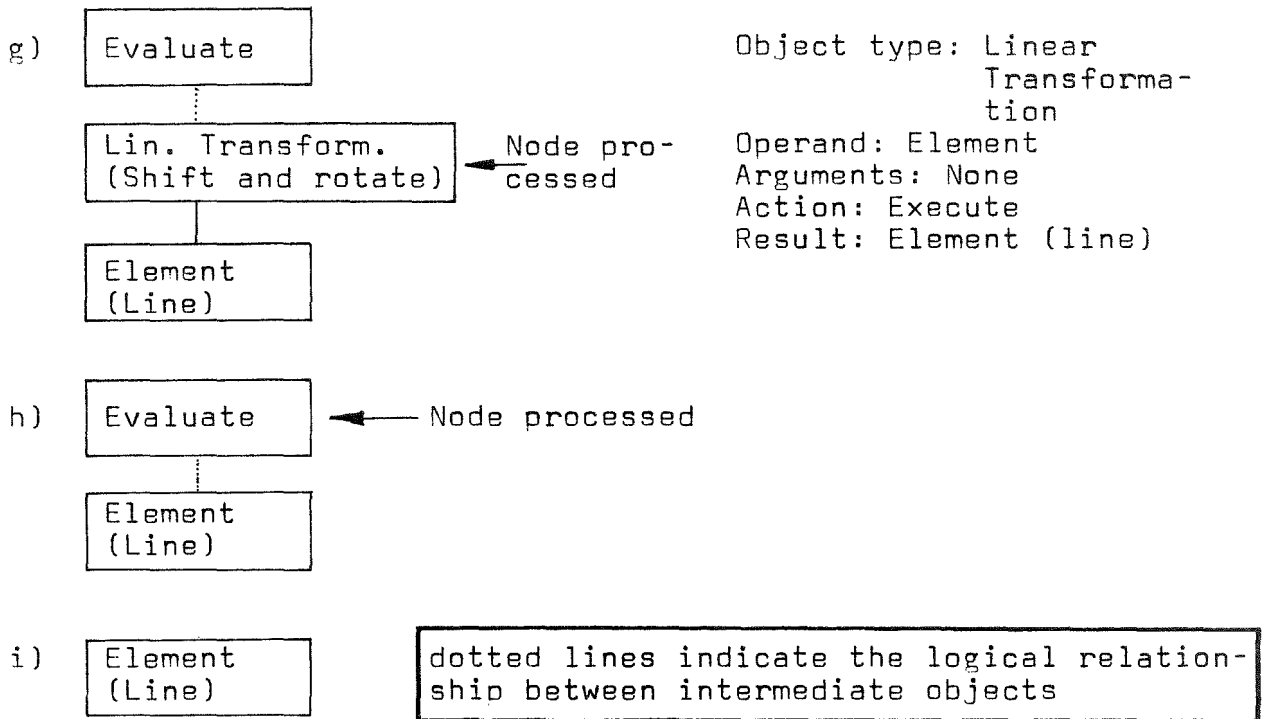 g)
Evaluate
Lin. Transform.
(Shift and rotate)
Element
(Line)
Node pro-
cessed
Object type: Linear
Transforma-
tion
Operand: Element
Arguments: None
Action: Execute
Result: Element (line)
h)
Evaluate
Node processed
Element
(Line)
i)
Element
(Line)
dotted lines indicate the logical relation-
ship between intermediate objects